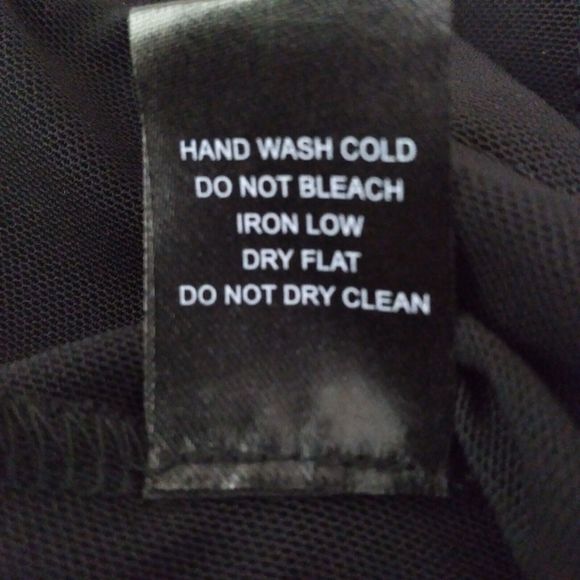 HAND WASH COLD
DO NOT BLEACH
IRON LOW
DRY FLAT
DO NOT DRY CLEAN